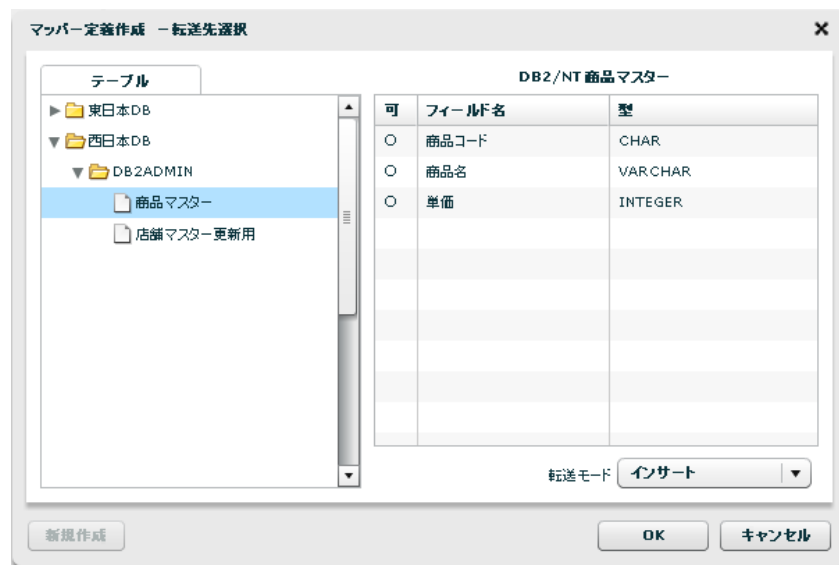 マッパー定義作成 －転送先選択
テーブル
東日本DB
西日本DB
DB2ADMIN
商品マスター
店舗マスター更新用
DB2/NT 商品マスター
可 フィールド名 型
○ 商品コード CHAR
○ 商品名 VARCHAR
○ 単価 INTEGER
転送モード インサート
新規作成 OK キャンセル